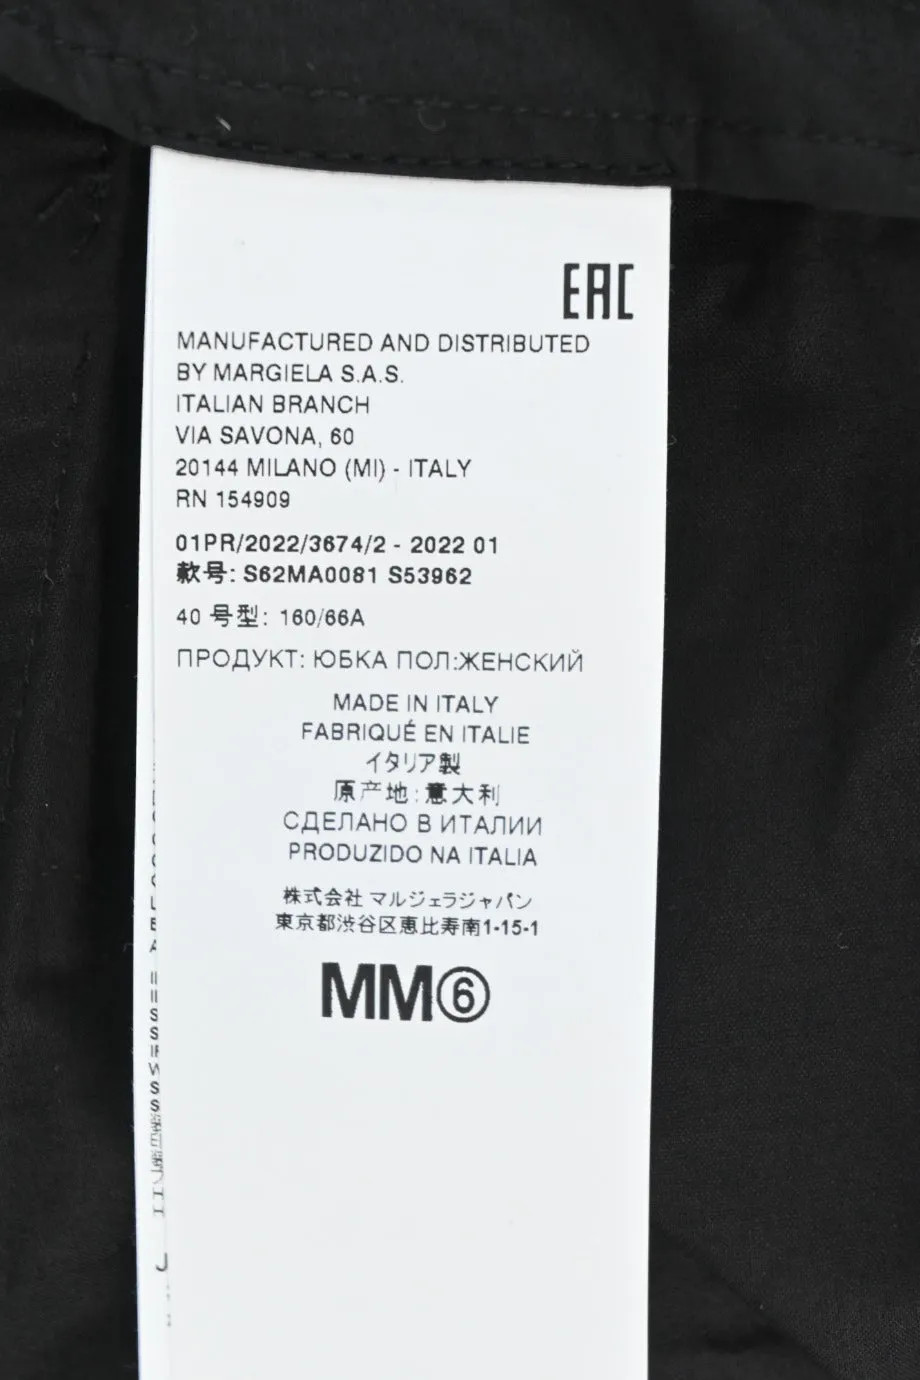 EAC
MANUFACTURED AND DISTRIBUTED
BY MARGIELA S.A.S.
ITALIAN BRANCH
VIA SAVONA, 60
20144 MILANO (MI) - ITALY
RN 154909
01PR/2022/3674/2 - 2022 01
款号: S62MA0081 S53962
40 号型: 160/66A
ПРОДУКТ: ЮБКА ПОЛ:ЖЕНСКИЙ
MADE IN ITALY
FABRIQUÉ EN ITALIE
イタリア製
原产地:意大利
СДЕЛАНО В ИТАЛИИ
PRODUZIDO NA ITALIA
株式会社 マルジェラジャパン
東京都渋谷区恵比寿南1-15-1
MM⑥